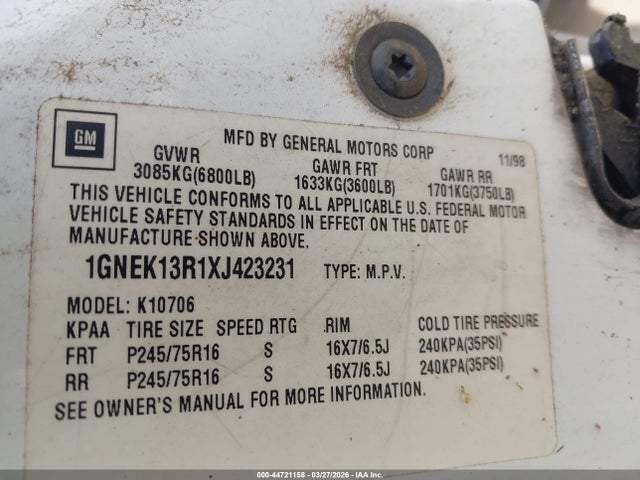 GM
MFD BY GENERAL MOTORS CORP 11/98
GVWR GAWR FRT GAWR RR
3085KG(6800LB) 1633KG(3600LB) 1701KG(3750LB)
THIS VEHICLE CONFORMS TO ALL APPLICABLE U.S. FEDERAL MOTOR
VEHICLE SAFETY STANDARDS IN EFFECT ON THE DATE OF
MANUFACTURE SHOWN ABOVE.
1GNEK13R1XJ423231 TYPE: M.P.V.
MODEL: K10706
KPAA TIRE SIZE SPEED RTG RIM COLD TIRE PRESSURE
FRT P245/75R16 S 16X7/6.5J 240KPA(35PSI)
RR P245/75R16 S 16X7/6.5J 240KPA(35PSI)
SEE OWNER'S MANUAL FOR MORE INFORMATION.
000-44721158 - 03/27/2026 - IAA Inc.